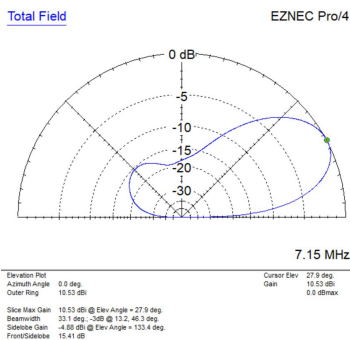 Total Field
EZNEC Pro/4
0 dB
-5
-10
-15
-20
-30
7.15 MHz
Elevation Plot
Azimuth Angle 0.0 deg.
Outer Ring 10.53 dBi
Cursor Elev 27.9 deg.
Gain 10.53 dBi
0.0 dBmax
Slice Max Gain 10.53 dBi @ Elev Angle = 27.9 deg.
Beamwidth 33.1 deg.; -3dB @ 13.2, 46.3 deg.
Sidelobe Gain -4.88 dBi @ Elev Angle = 133.4 deg.
Front/Sidelobe 15.41 dB